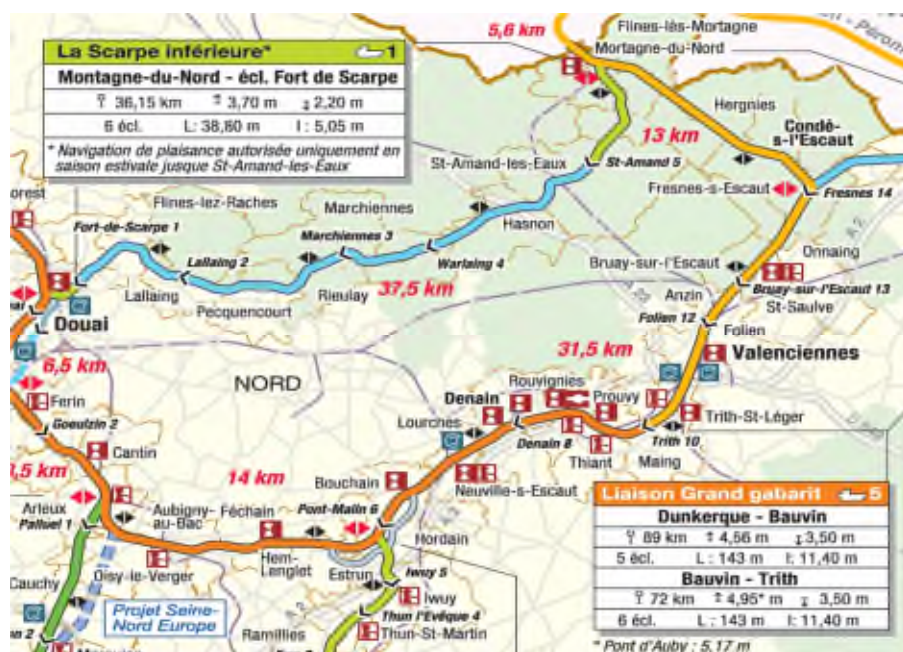 Flines-lès-Mortagne
5,6 km
Mortagne-du-Nord
La Scarpe inférieure* 1
Montagne-du-Nord - écl. Fort de Scarpe
36,15 km 3,70 m 2,20 m
6 écl. L: 38,60 m l : 5,05 m
* Navigation de plaisance autorisée uniquement en
saison estivale jusque St-Amand-les-Eaux
Hergnies
13 km
Condé-
s-l'Escaut
St-Amand-les-Eaux
St-Amand 5
Fresnes-s-Escaut
Fresnes 14
Flines-lez-Raches
Marchiennes
Hasnon
Fort-de-Scarpe 1
Marchiennes 3
Onnaing
A 2
Lallaing 2
Warlaing 4
Bruay-sur-l'Escaut
Lallaing
Rieulay
37,5 km
Anzin
Bruay-sur-l'Escaut 13
Pecquencourt
A 23
St-Saulve
Douai
Folien 12
Folien
31,5 km
Valenciennes
6,5 km
NORD
Rouvignies
Denain
Prouvy
Ferin
Lourches
Trith-St-Léger
Goeulzin 2
Denain 8
Trith 10
Cantin
Thiant
Maing
14 km
Bouchain
Neuville-s-Escaut
Liaison Grand gabarit 5
Arleux
Aubigny-
au-Bac
Féchain
Pont-Malin 6
Dunkerque - Bauvin
Palluel 1
Hordain
89 km 4,56 m 3,50 m
Hem-
Lenglet
5 écl. L : 143 m l: 11,40 m
Oisy-le-Verger
Estrun
Iwuy 5
Bauvin - Trith
Cauchy
A 2
Iwuy
72 km 4,95* m 3,50 m
Projet Seine-
Nord Europe
Thun l'Evêque 4
6 écl. L : 143 m l: 11,40 m
Ramillies
Thun-St-Martin
* Pont d'Auby : 5,17 m